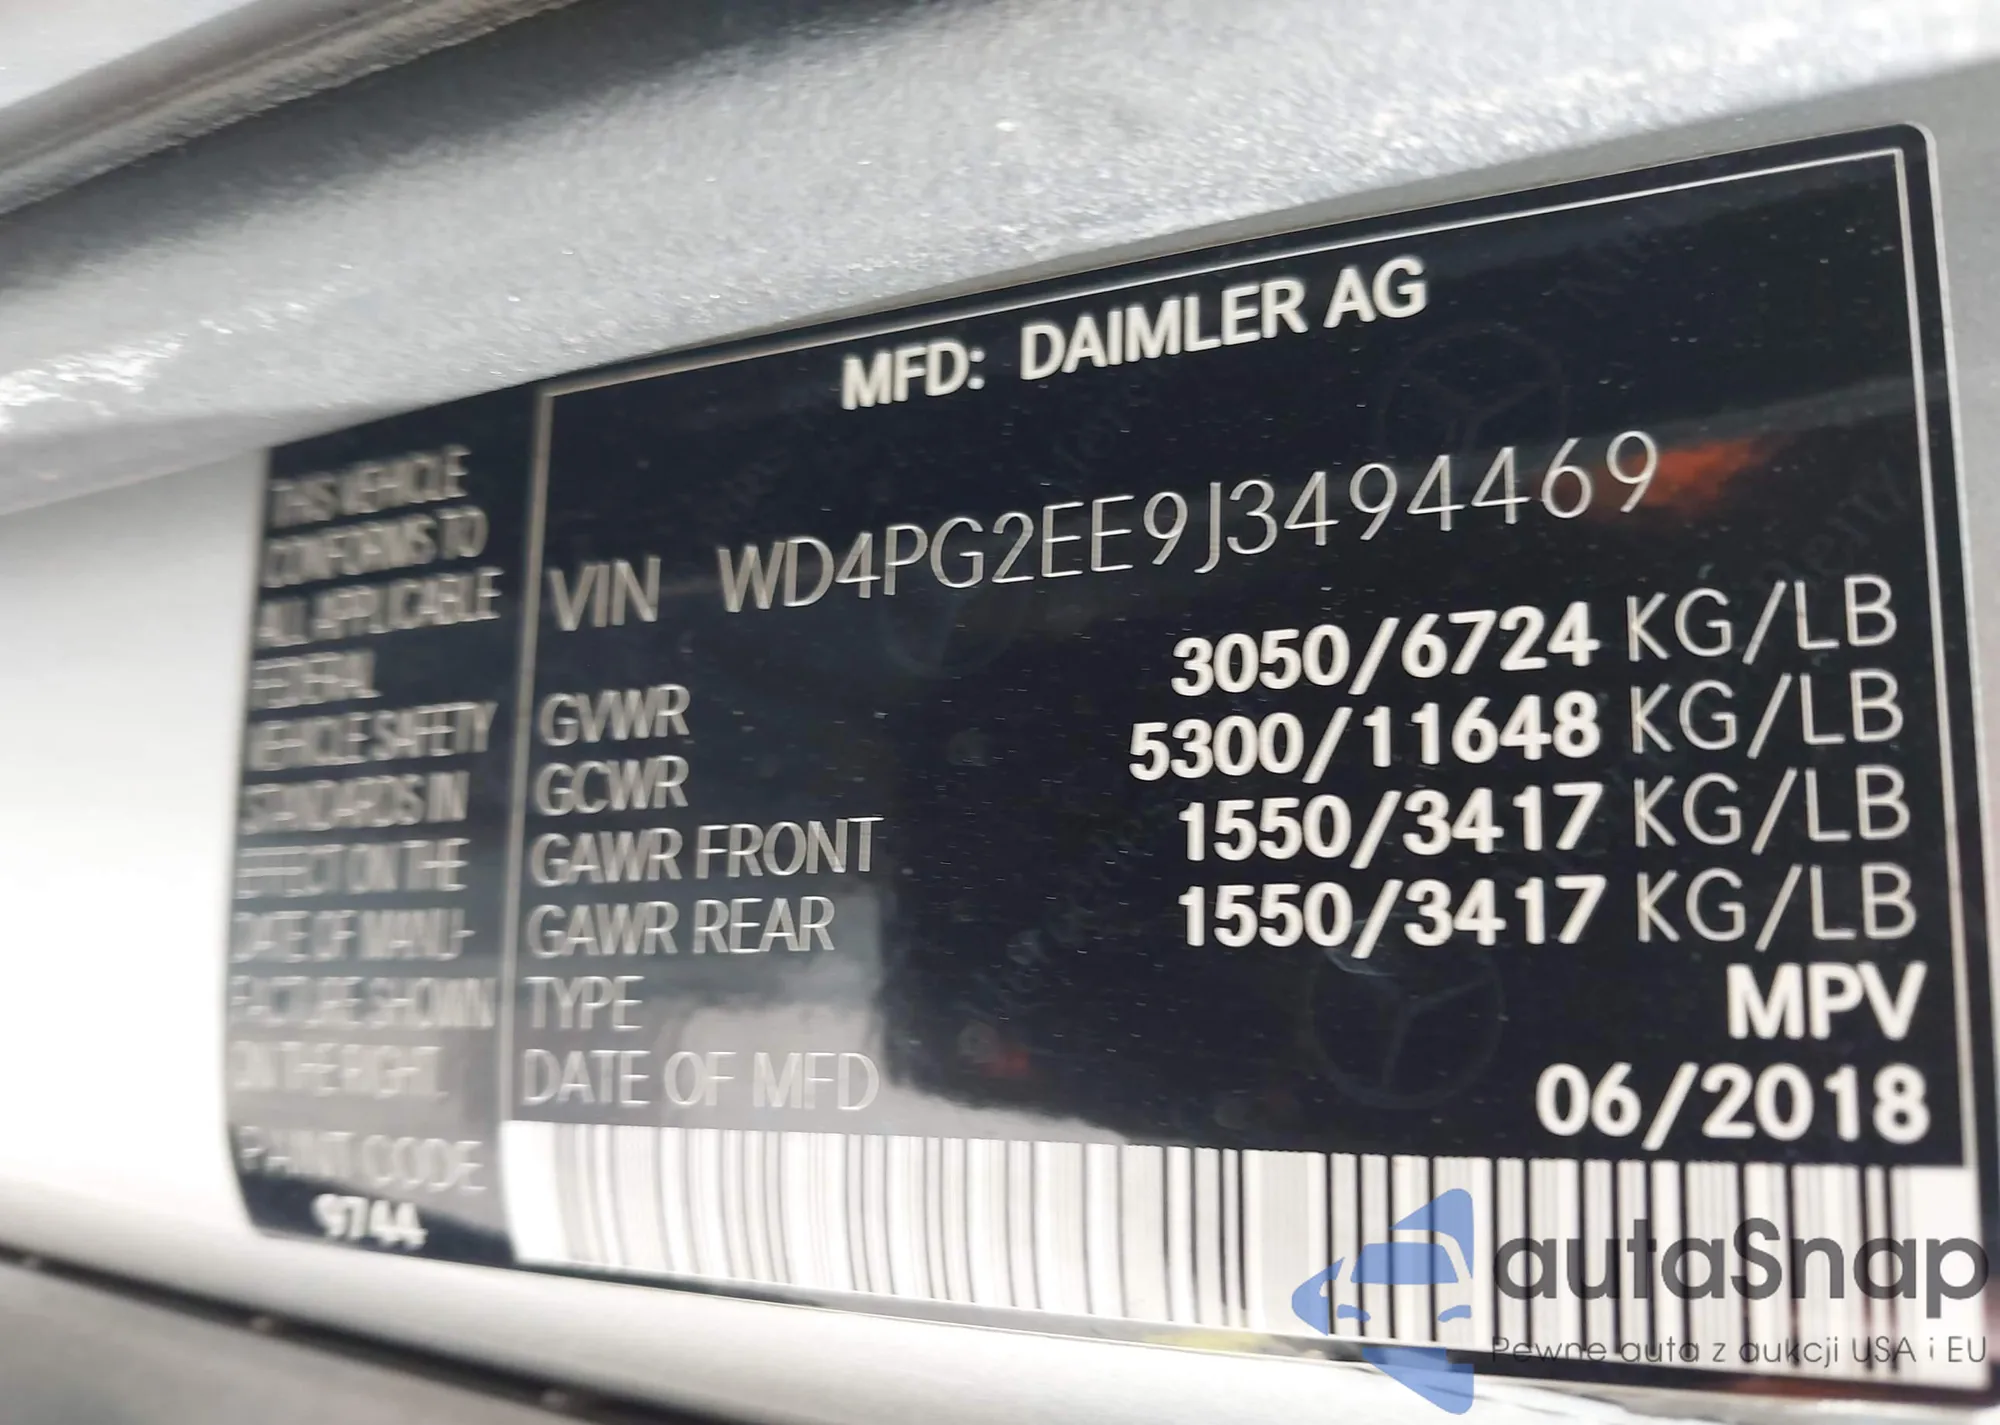 MFD: DAIMLER AG
THIS VEHICLE
CONFORMS TO
ALL APPLICABLE
FEDERAL
VEHICLE SAFETY
STANDARDS IN
EFFECT ON THE
DATE OF MANU-
FACTURE SHOWN
ON THE RIGHT.
PAINT CODE
9744
VIN WD4PG2EE9J3494469
GVWR 3050/6724 KG/LB
GCWR 5300/11648 KG/LB
GAWR FRONT 1550/3417 KG/LB
GAWR REAR 1550/3417 KG/LB
TYPE MPV
DATE OF MFD 06/2018
autaSnap
Pewne auta z aukcji USA i EU